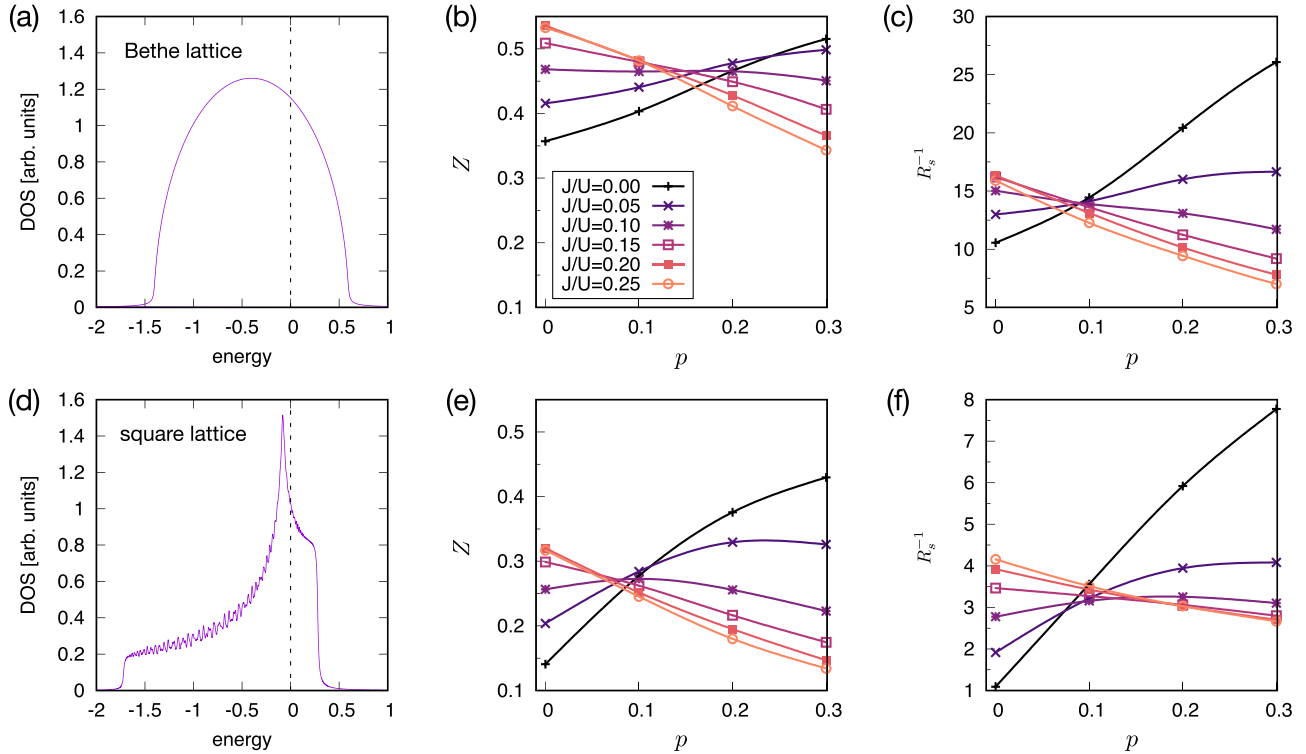 (a)
1.6
1.4
1.2
1
0.8
0.6
0.4
0.2
0
DOS [arb. units]
Bethe lattice
-2
-1.5
-1
-0.5
0
0.5
1
energy
(b)
0.5
0.4
0.3
0.2
0.1
Z
J/U=0.00
J/U=0.05
J/U=0.10
J/U=0.15
J/U=0.20
J/U=0.25
0
0.1
0.2
0.3
p
(c)
30
25
20
15
10
5
R_s^{-1}
0
0.1
0.2
0.3
p
(d)
1.6
1.4
1.2
1
0.8
0.6
0.4
0.2
0
DOS [arb. units]
square lattice
-2
-1.5
-1
-0.5
0
0.5
1
energy
(e)
0.5
0.4
0.3
0.2
0.1
Z
0
0.1
0.2
0.3
p
(f)
8
7
6
5
4
3
2
1
R_s^{-1}
0
0.1
0.2
0.3
p